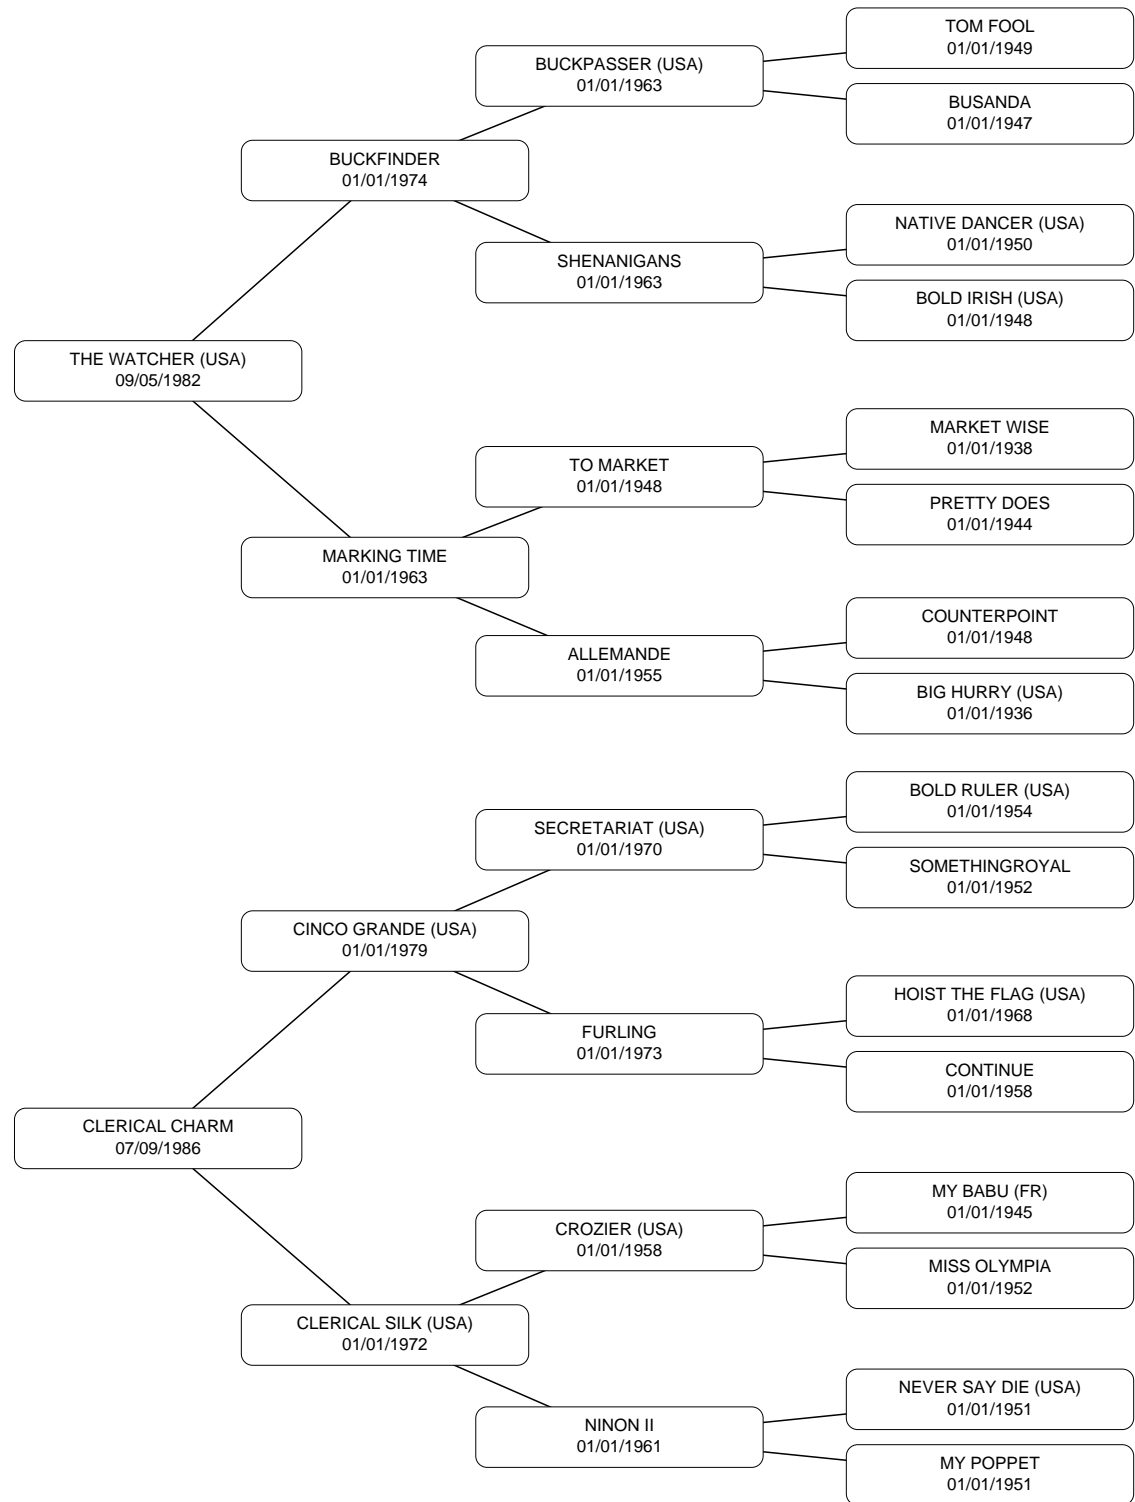 TOM FOOL
01/01/1949
BUCKPASSER (USA)
01/01/1963
BUSANDA
01/01/1947
BUCKFINDER
01/01/1974
NATIVE DANCER (USA)
01/01/1950
SHENANIGANS
01/01/1963
BOLD IRISH (USA)
01/01/1948
THE WATCHER (USA)
09/05/1982
MARKET WISE
01/01/1938
TO MARKET
01/01/1948
PRETTY DOES
01/01/1944
MARKING TIME
01/01/1963
COUNTERPOINT
01/01/1948
ALLEMANDE
01/01/1955
BIG HURRY (USA)
01/01/1936
BOLD RULER (USA)
01/01/1954
SECRETARIAT (USA)
01/01/1970
SOMETHINGROYAL
01/01/1952
CINCO GRANDE (USA)
01/01/1979
HOIST THE FLAG (USA)
01/01/1968
FURLING
01/01/1973
CONTINUE
01/01/1958
CLERICAL CHARM
07/09/1986
MY BABU (FR)
01/01/1945
CROZIER (USA)
01/01/1958
MISS OLYMPIA
01/01/1952
CLERICAL SILK (USA)
01/01/1972
NEVER SAY DIE (USA)
01/01/1951
NINON II
01/01/1961
MY POPPET
01/01/1951